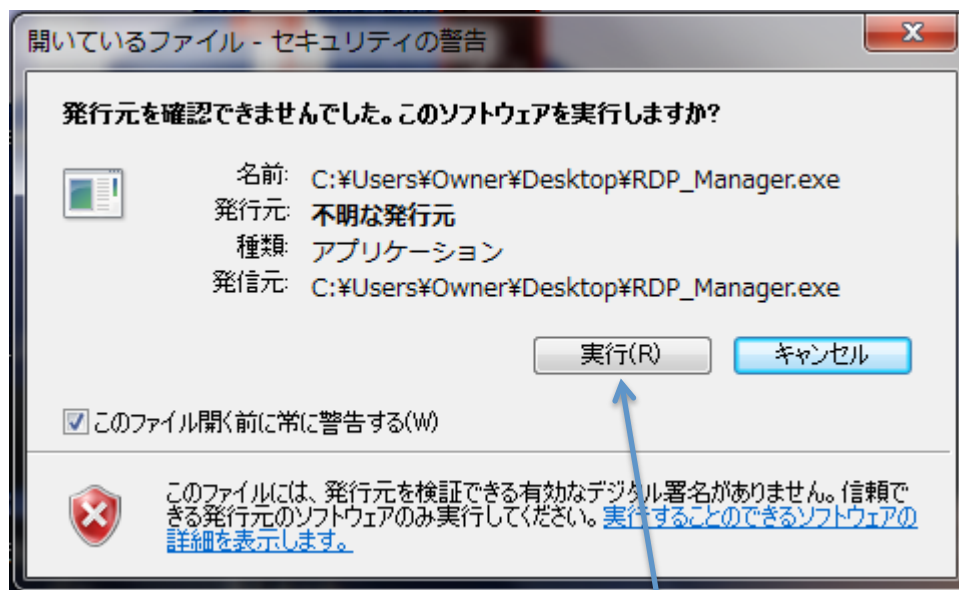 開いているファイル - セキュリティの警告
発行元を確認できませんでした。このソフトウェアを実行しますか?
名前: C:¥Users¥Owner¥Desktop¥RDP_Manager.exe
発行元: 不明な発行元
種類: アプリケーション
発信元: C:¥Users¥Owner¥Desktop¥RDP_Manager.exe
実行(R) キャンセル
このファイル開く前に常に警告する(W)
このファイルには、発行元を検証できる有効なデジタル署名がありません。信頼で
きる発行元のソフトウェアのみ実行してください。実行することのできるソフトウェアの
詳細を表示します。